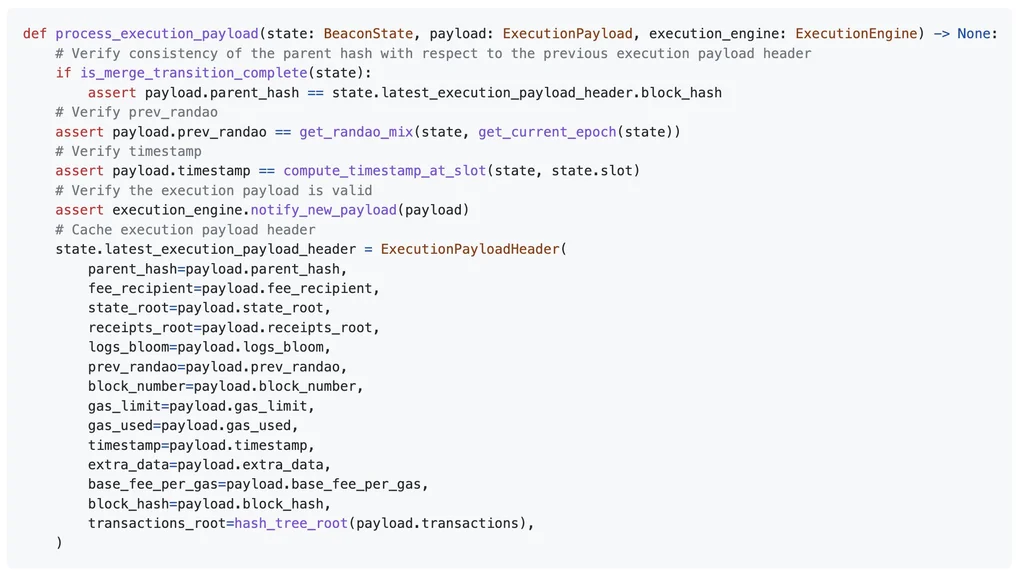 def process_execution_payload(state: BeaconState, payload: ExecutionPayload, execution_engine: ExecutionEngine) -> None:
    # Verify consistency of the parent hash with respect to the previous execution payload header
    if is_merge_transition_complete(state):
        assert payload.parent_hash == state.latest_execution_payload_header.block_hash
    # Verify prev_randao
    assert payload.prev_randao == get_randao_mix(state, get_current_epoch(state))
    # Verify timestamp
    assert payload.timestamp == compute_timestamp_at_slot(state, state.slot)
    # Verify the execution payload is valid
    assert execution_engine.notify_new_payload(payload)
    # Cache execution payload header
    state.latest_execution_payload_header = ExecutionPayloadHeader(
        parent_hash=payload.parent_hash,
        fee_recipient=payload.fee_recipient,
        state_root=payload.state_root,
        receipts_root=payload.receipts_root,
        logs_bloom=payload.logs_bloom,
        prev_randao=payload.prev_randao,
        block_number=payload.block_number,
        gas_limit=payload.gas_limit,
        gas_used=payload.gas_used,
        timestamp=payload.timestamp,
        extra_data=payload.extra_data,
        base_fee_per_gas=payload.base_fee_per_gas,
        block_hash=payload.block_hash,
        transactions_root=hash_tree_root(payload.transactions),
    )